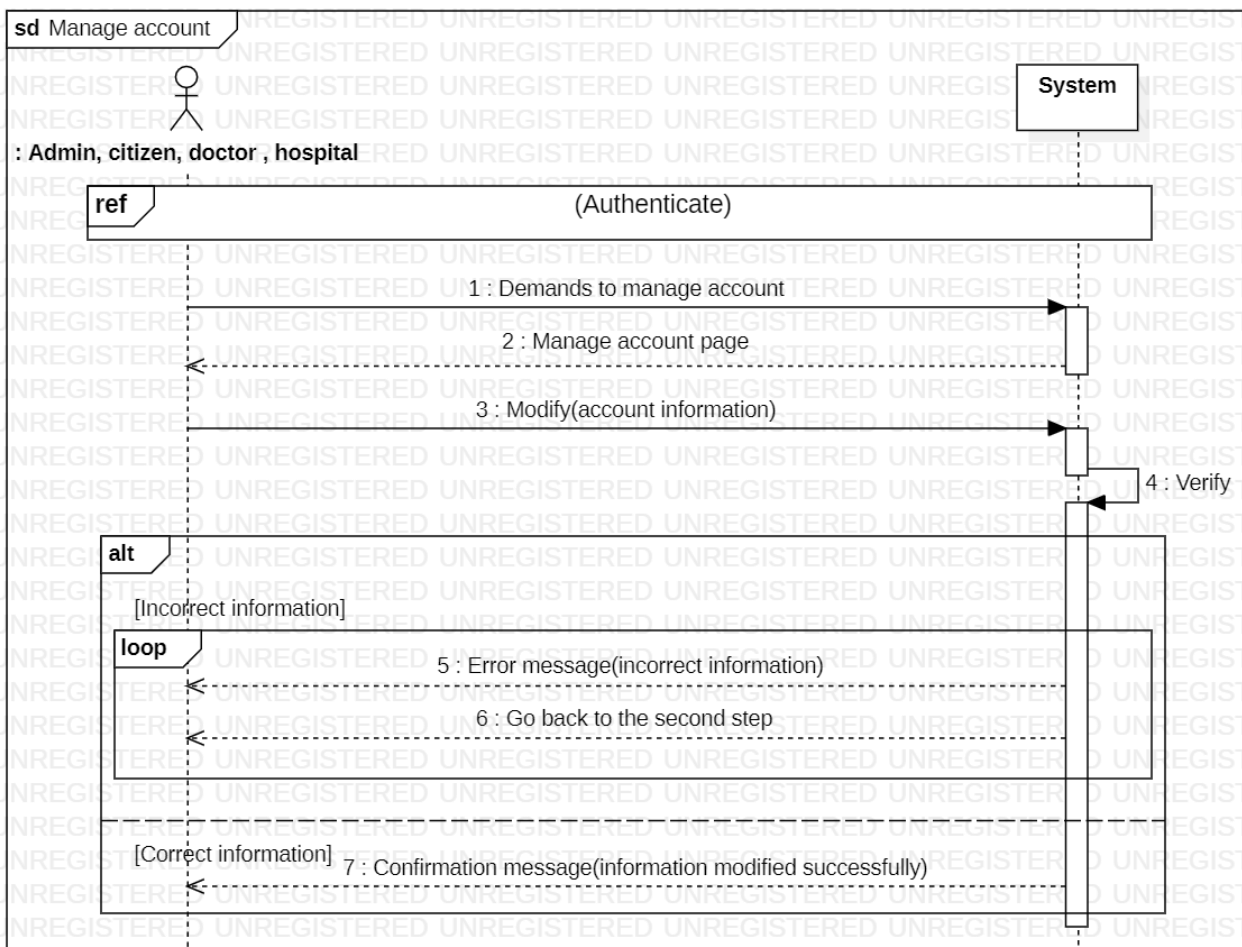 sd Manage account
System
: Admin, citizen, doctor , hospital
ref
(Authenticate)
1 : Demands to manage account
2 : Manage account page
3 : Modify(account information)
4 : Verify
alt
[Incorrect information]
loop
5 : Error message(incorrect information)
6 : Go back to the second step
[Correct information]
7 : Confirmation message(information modified successfully)
UNREGISTERED